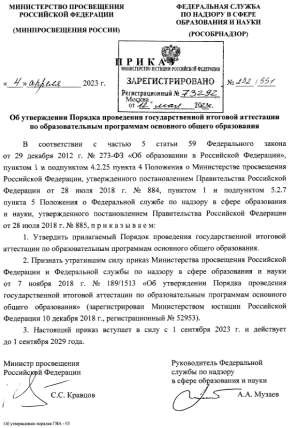 МИНИСТЕРСТВО ПРОСВЕЩЕНИЯ
РОССИЙСКОЙ ФЕДЕРАЦИИ
(МИНПРОСВЕЩЕНИЯ РОССИИ)
ФЕДЕРАЛЬНАЯ СЛУЖБА
ПО НАДЗОРУ В СФЕРЕ
ОБРАЗОВАНИЯ И НАУКИ
(РОСОБРНАДЗОР)
ПРИКАЗ
МИНИСТЕРСТВО ЮСТИЦИИ РОССИЙСКОЙ ФЕДЕРАЦИИ
ЗАРЕГИСТРИРОВАНО
Регистрационный № 73292
от "12" мая 2023г.
« 4 » апреля 2023 г.
Москва
№ 232/551
Об утверждении Порядка проведения государственной итоговой аттестации
по образовательным программам основного общего образования
В соответствии с частью 5 статьи 59 Федерального закона
от 29 декабря 2012 г. № 273-ФЗ «Об образовании в Российской Федерации»,
пунктом 1 и подпунктом 4.2.25 пункта 4 Положения о Министерстве просвещения
Российской Федерации, утвержденного постановлением Правительства Российской
Федерации от 28 июля 2018 г. № 884, пунктом 1 и подпунктом 5.2.7
пункта 5 Положения о Федеральной службе по надзору в сфере образования
и науки, утвержденного постановлением Правительства Российской Федерации
от 28 июля 2018 г. № 885, п р и к а з ы в а е м :
1. Утвердить прилагаемый Порядок проведения государственной итоговой
аттестации по образовательным программам основного общего образования.
2. Признать утратившим силу приказ Министерства просвещения Российской
Федерации и Федеральной службы по надзору в сфере образования и науки
от 7 ноября 2018 г. № 189/1513 «Об утверждении Порядка проведения
государственной итоговой аттестации по образовательным программам основного
общего образования» (зарегистрирован Министерством юстиции Российской
Федерации 10 декабря 2018 г., регистрационный № 52953).
3. Настоящий приказ вступает в силу с 1 сентября 2023 г. и действует
до 1 сентября 2029 года.
Министр просвещения
Российской Федерации
С.С. Кравцов
Руководитель Федеральной
службы по надзору
в сфере образования и науки
А.А. Музаев
Об утверждении порядка ГИА - 03